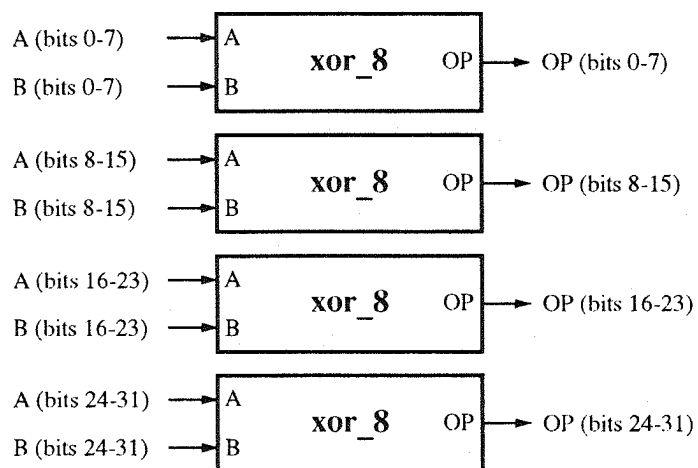 A (bits 0-7) A xor_8 OP OP (bits 0-7)
B (bits 0-7) B
A (bits 8-15) A xor_8 OP OP (bits 8-15)
B (bits 8-15) B
A (bits 16-23) A xor_8 OP OP (bits 16-23)
B (bits 16-23) B
A (bits 24-31) A xor_8 OP OP (bits 24-31)
B (bits 24-31) B